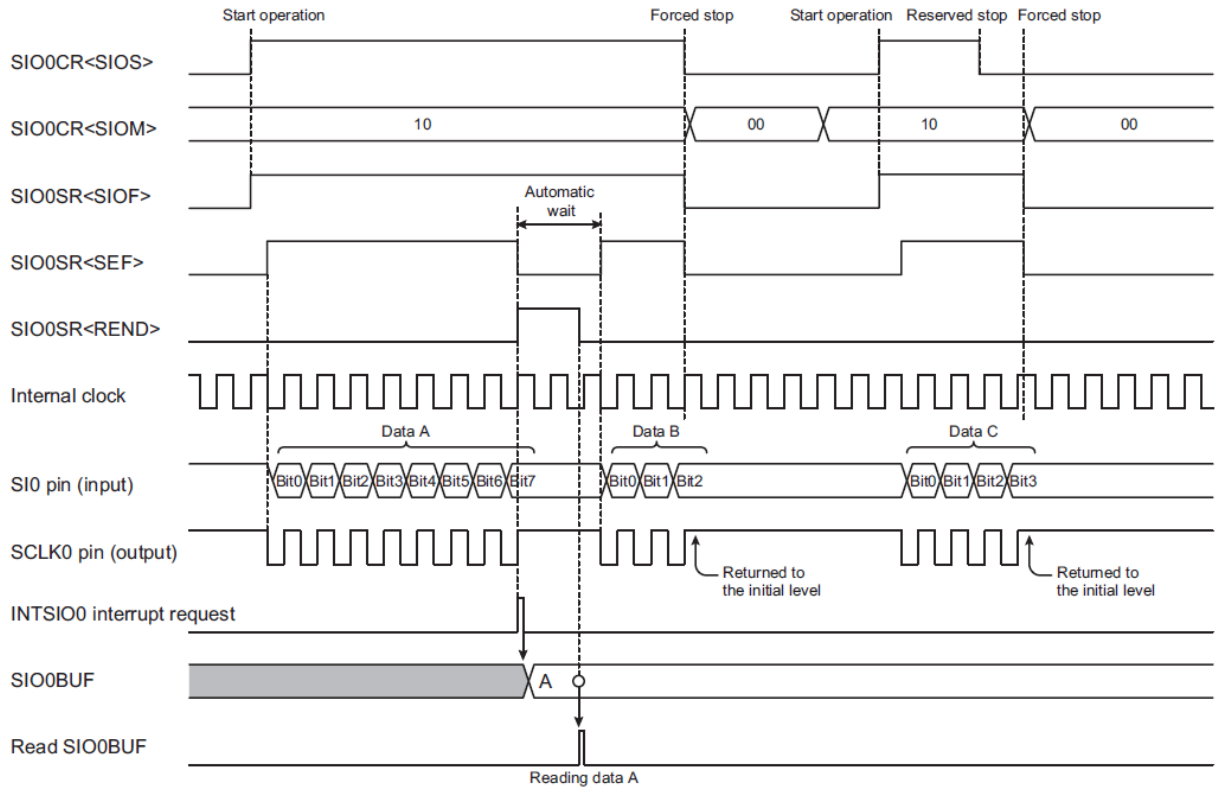 Start operation
Forced stop
Start operation
Reserved stop
Forced stop
SIO0CR<SIOS>
SIO0CR<SIOM>
10
00
10
00
SIO0SR<SIOF>
Automatic
wait
SIO0SR<SEF>
SIO0SR<REND>
Internal clock
Data A
Data B
Data C
SI0 pin (input)
Bit0 Bit1 Bit2 Bit3 Bit4 Bit5 Bit6 Bit7
Bit0 Bit1 Bit2
Bit0 Bit1 Bit2 Bit3
SCLK0 pin (output)
Returned to
the initial level
Returned to
the initial level
INTSIO0 interrupt request
SIO0BUF
A
Read SIO0BUF
Reading data A